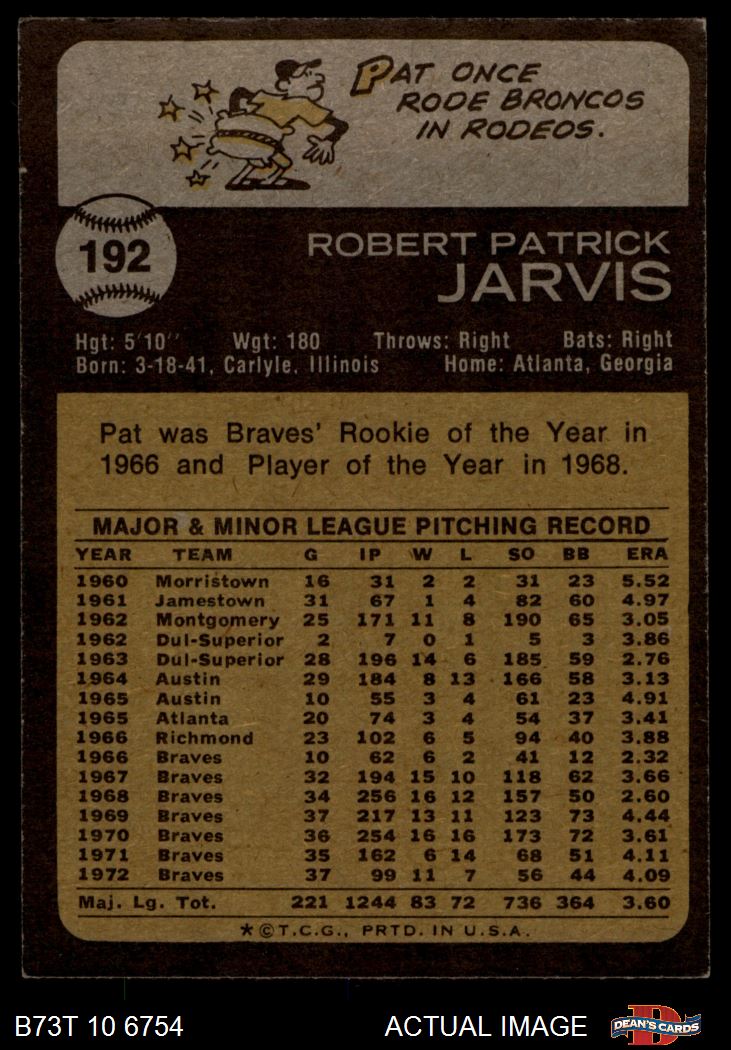 PAT ONCE
RODE BRONCOS
IN RODEOS.
192
ROBERT PATRICK
JARVIS
Hgt: 5'10" Wgt: 180 Throws: Right Bats: Right
Born: 3-18-41, Carlyle, Illinois Home: Atlanta, Georgia
Pat was Braves' Rookie of the Year in
1966 and Player of the Year in 1968.
MAJOR & MINOR LEAGUE PITCHING RECORD
YEAR TEAM G IP W L SO BB ERA
1960 Morristown 16 31 2 2 31 23 5.52
1961 Jamestown 31 67 1 4 82 60 4.97
1962 Montgomery 25 171 11 8 190 65 3.05
1962 Dul-Superior 2 7 0 1 5 3 3.86
1963 Dul-Superior 28 196 14 6 185 59 2.76
1964 Austin 29 184 8 13 166 58 3.13
1965 Austin 10 55 3 4 61 23 4.91
1965 Atlanta 20 74 3 4 54 37 3.41
1966 Richmond 23 102 6 5 94 40 3.88
1966 Braves 10 62 6 2 41 12 2.32
1967 Braves 32 194 15 10 118 62 3.66
1968 Braves 34 256 16 12 157 50 2.60
1969 Braves 37 217 13 11 123 73 4.44
1970 Braves 36 254 16 16 173 72 3.61
1971 Braves 35 162 6 14 68 51 4.11
1972 Braves 37 99 11 7 56 44 4.09
Maj. Lg. Tot. 221 1244 83 72 736 364 3.60
*©T.C.G., PRTD. IN U.S.A.
B73T 10 6754 ACTUAL IMAGE DEAN'S CARDS